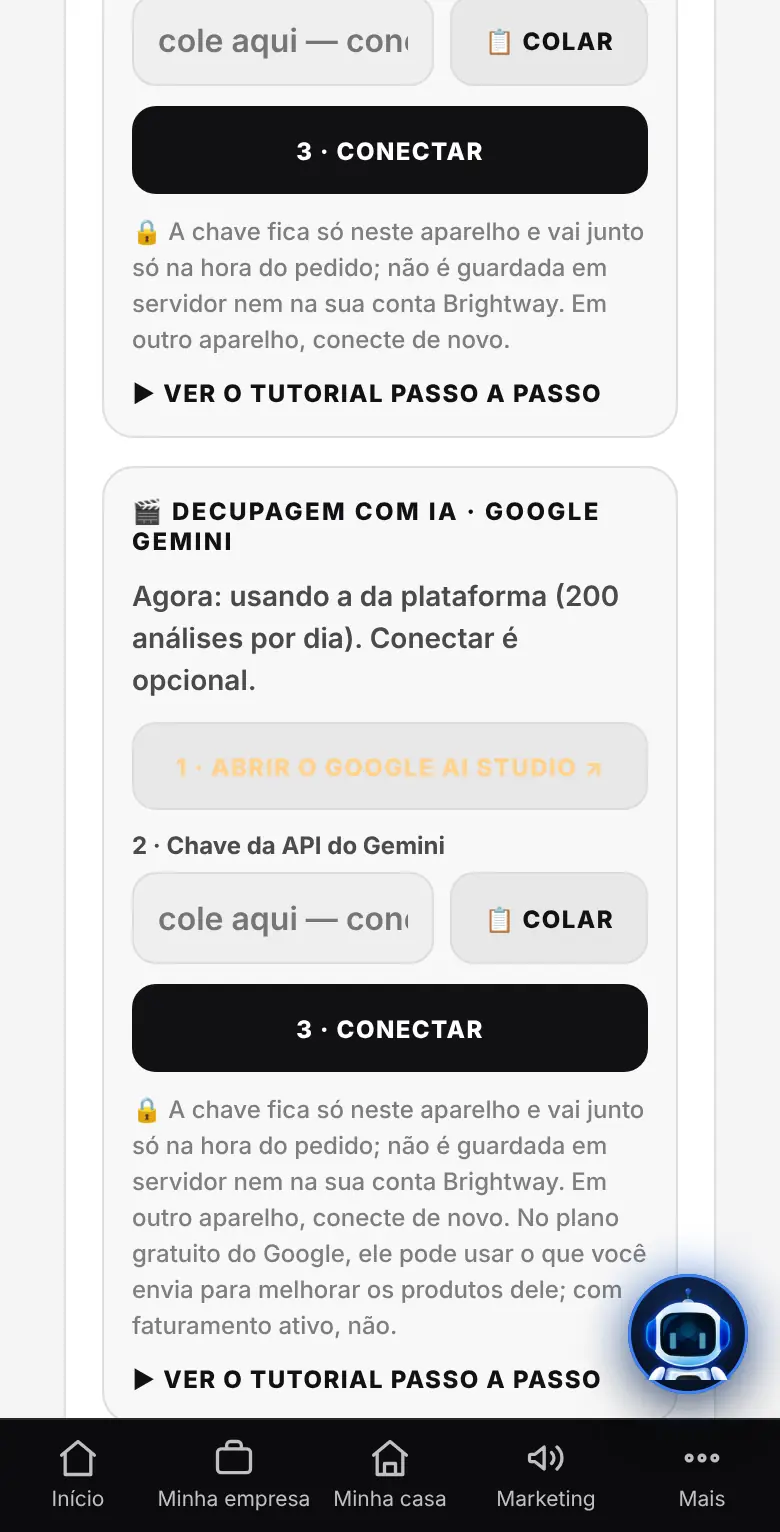 cole aqui — con
📋 COLAR
3 · CONECTAR
🔒 A chave fica só neste aparelho e vai junto
só na hora do pedido; não é guardada em
servidor nem na sua conta Brightway. Em
outro aparelho, conecte de novo.
▶ VER O TUTORIAL PASSO A PASSO
🎬 DECUPAGEM COM IA · GOOGLE
GEMINI
Agora: usando a da plataforma (200
análises por dia). Conectar é
opcional.
1 · ABRIR O GOOGLE AI STUDIO ↗
2 · Chave da API do Gemini
cole aqui — con
📋 COLAR
3 · CONECTAR
🔒 A chave fica só neste aparelho e vai junto
só na hora do pedido; não é guardada em
servidor nem na sua conta Brightway. Em
outro aparelho, conecte de novo. No plano
gratuito do Google, ele pode usar o que você
envia para melhorar os produtos dele; com
faturamento ativo, não.
▶ VER O TUTORIAL PASSO A PASSO
Início
Minha empresa
Minha casa
Marketing
Mais